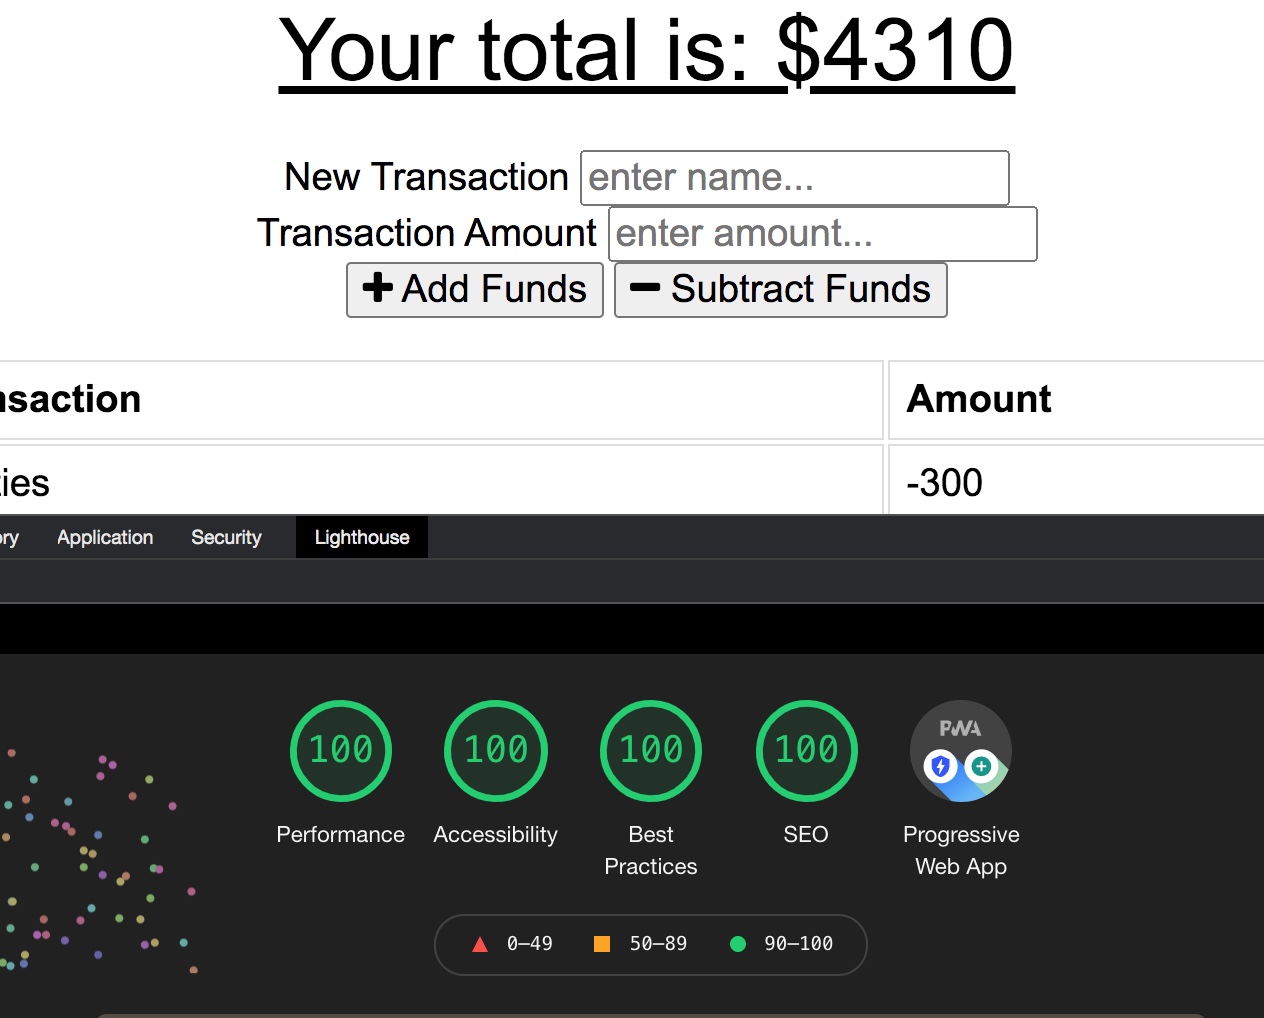 Your total is: $4310
New Transaction enter name...
Transaction Amount enter amount...
Add Funds Subtract Funds
nsaction Amount
ties -300
ory Application Security Lighthouse
100 100 100 100 PWA
Performance Accessibility Best Practices SEO Progressive Web App
0–49 50–89 90–100